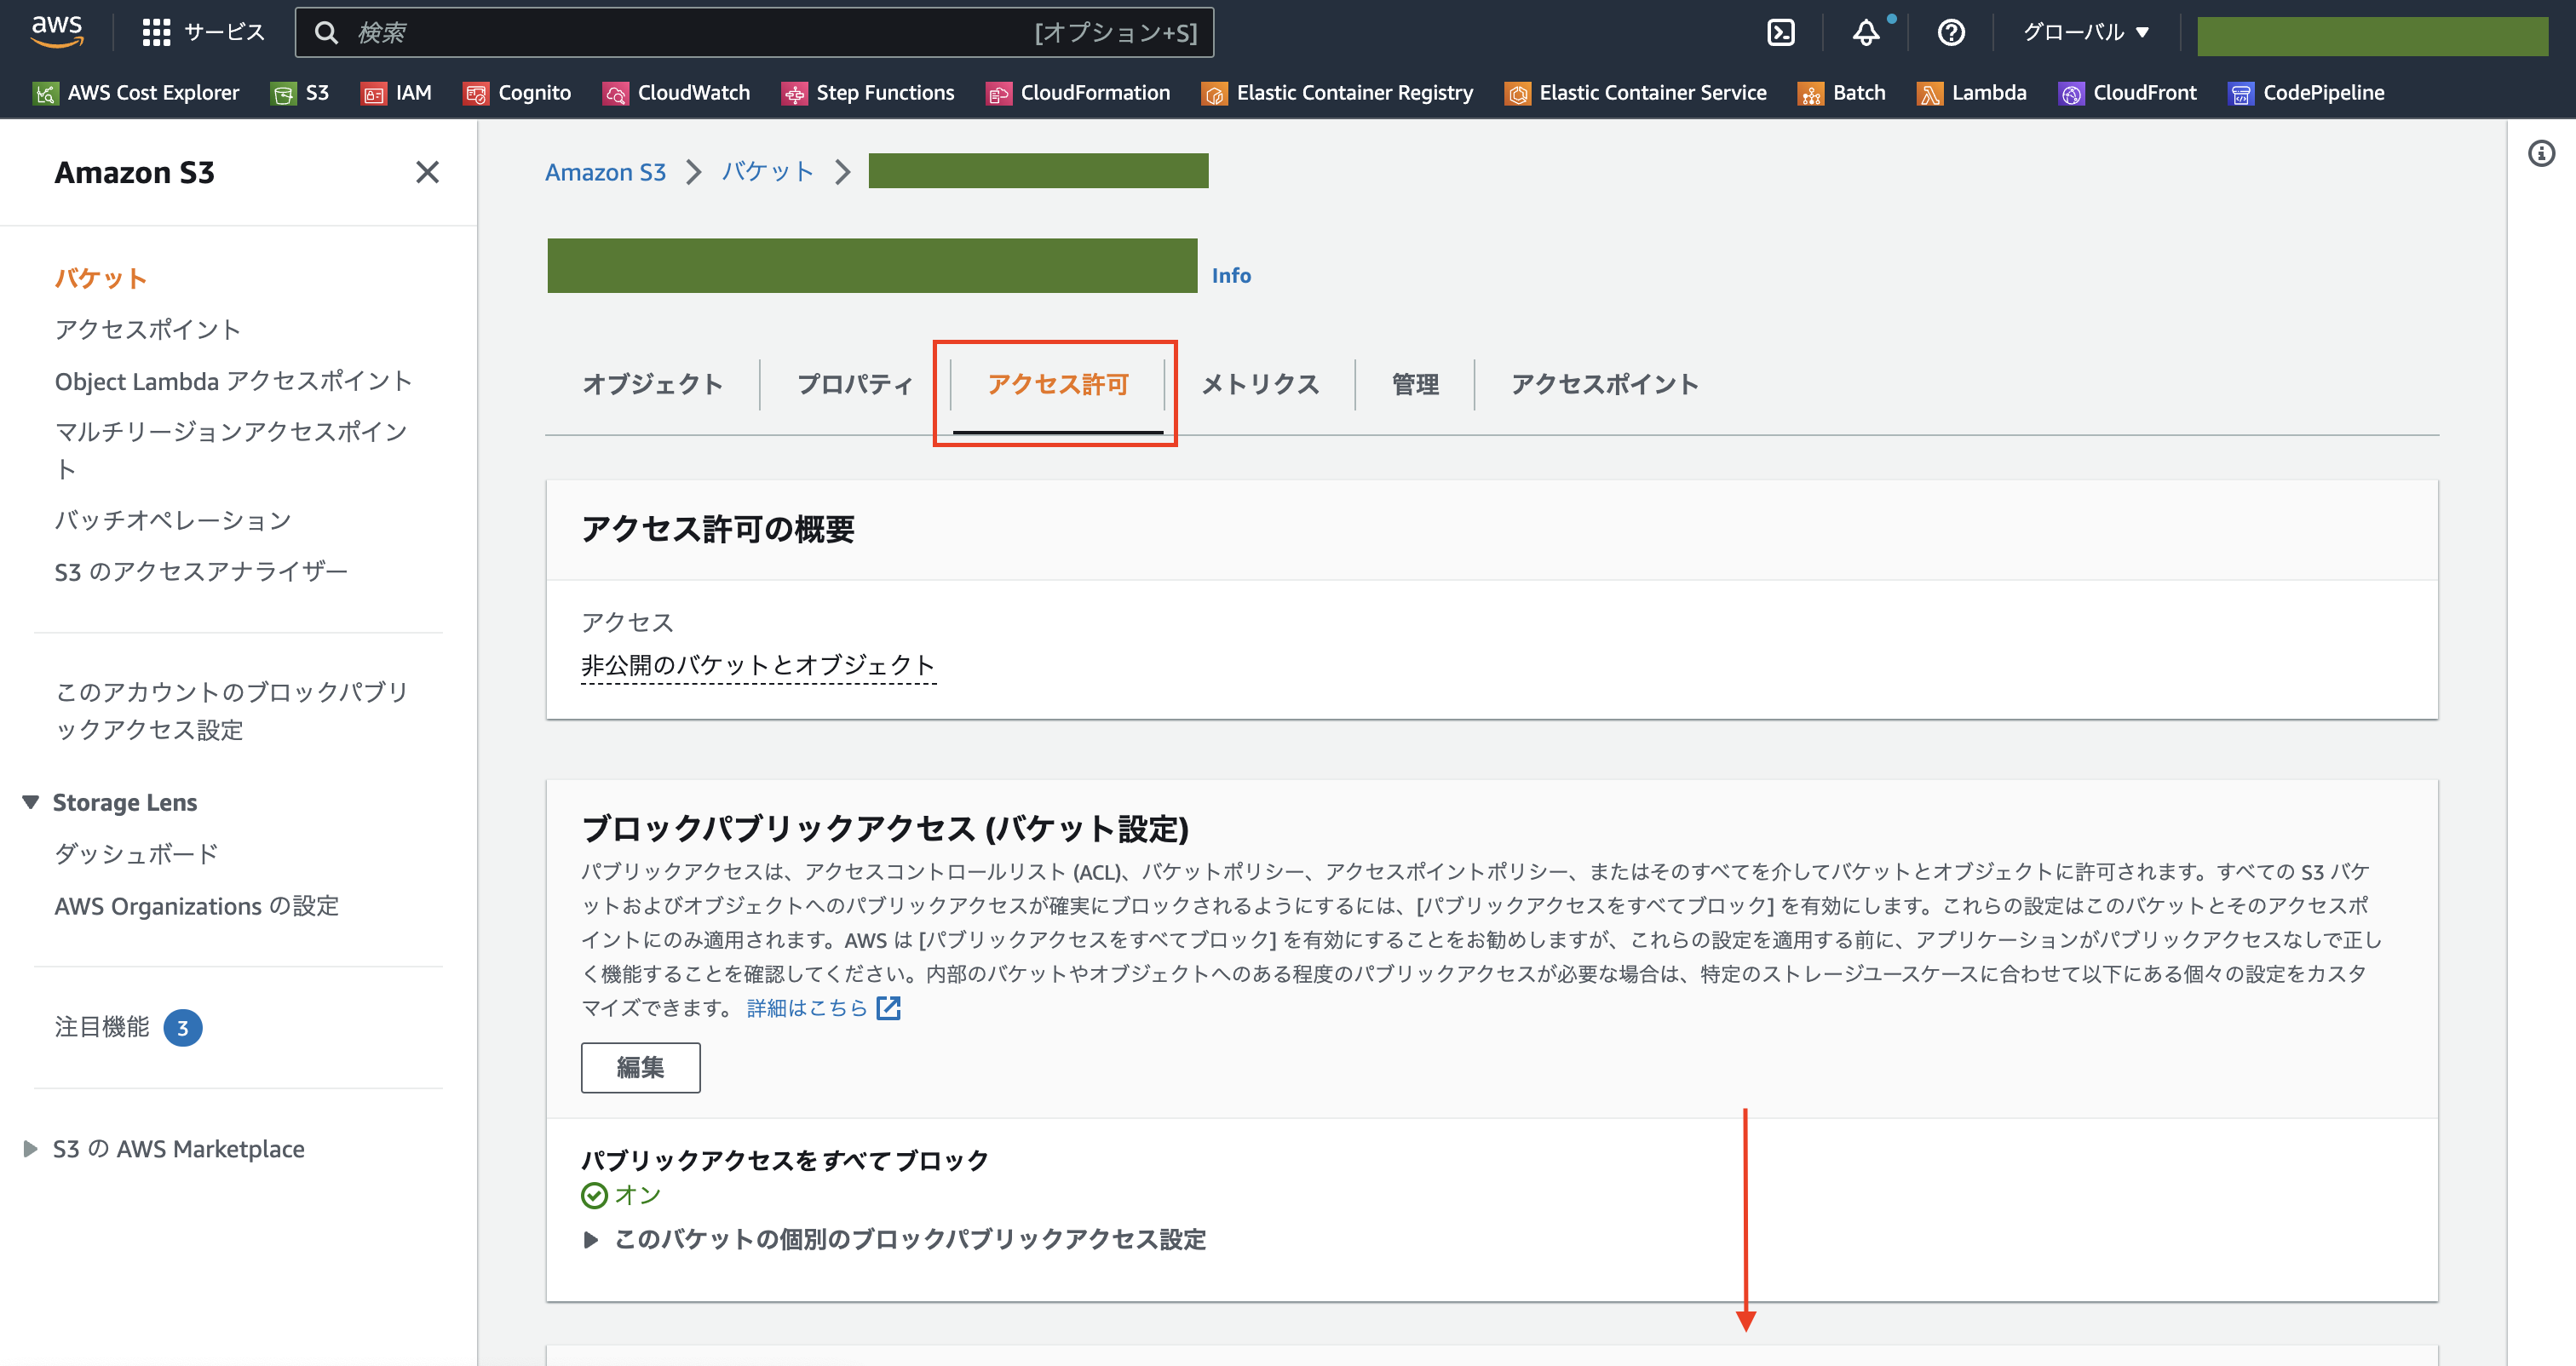 aws
サービス
検索
[オプション+S]
グローバル ▼
AWS Cost Explorer
S3
IAM
Cognito
CloudWatch
Step Functions
CloudFormation
Elastic Container Registry
Elastic Container Service
Batch
Lambda
CloudFront
CodePipeline
Amazon S3
バケット
アクセスポイント
Object Lambda アクセスポイント
マルチリージョンアクセスポイン
ト
バッチオペレーション
S3 のアクセスアナライザー
このアカウントのブロックパブリ
ックアクセス設定
Storage Lens
ダッシュボード
AWS Organizations の設定
注目機能 3
S3 の AWS Marketplace
Amazon S3 > バケット >
Info
オブジェクト
プロパティ
アクセス許可
メトリクス
管理
アクセスポイント
アクセス許可の概要
アクセス
非公開のバケットとオブジェクト
ブロックパブリックアクセス (バケット設定)
パブリックアクセスは、アクセスコントロールリスト (ACL)、バケットポリシー、アクセスポイントポリシー、またはそのすべてを介してバケットとオブジェクトに許可されます。すべての S3 バケ
ットおよびオブジェクトへのパブリックアクセスが確実にブロックされるようにするには、[パブリックアクセスをすべてブロック] を有効にします。これらの設定はこのバケットとそのアクセスポ
イントにのみ適用されます。AWS は [パブリックアクセスをすべてブロック] を有効にすることをお勧めしますが、これらの設定を適用する前に、アプリケーションがパブリックアクセスなしで正し
く機能することを確認してください。内部のバケットやオブジェクトへのある程度のパブリックアクセスが必要な場合は、特定のストレージユースケースに合わせて以下にある個々の設定をカスタ
マイズできます。 詳細はこちら
編集
パブリックアクセスをすべてブロック
オン
このバケットの個別のブロックパブリックアクセス設定